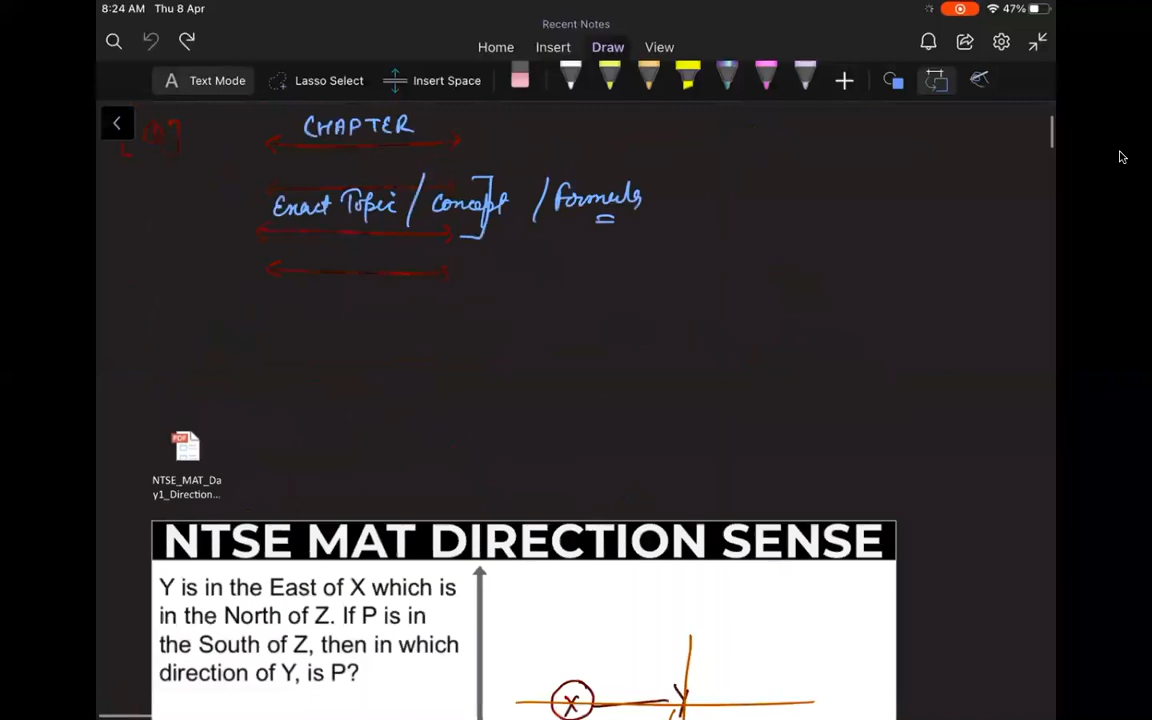 8:24 AM Thu 8 Apr
47%
Recent Notes
Home Insert Draw View
Text Mode Lasso Select Insert Space
CHAPTER
Exact Topic / Concept / Formula
PDF
NTSE_MAT_Da
y1_Direction...
NTSE MAT DIRECTION SENSE
Y is in the East of X which is
in the North of Z. If P is in
the South of Z, then in which
direction of Y, is P?
X Y